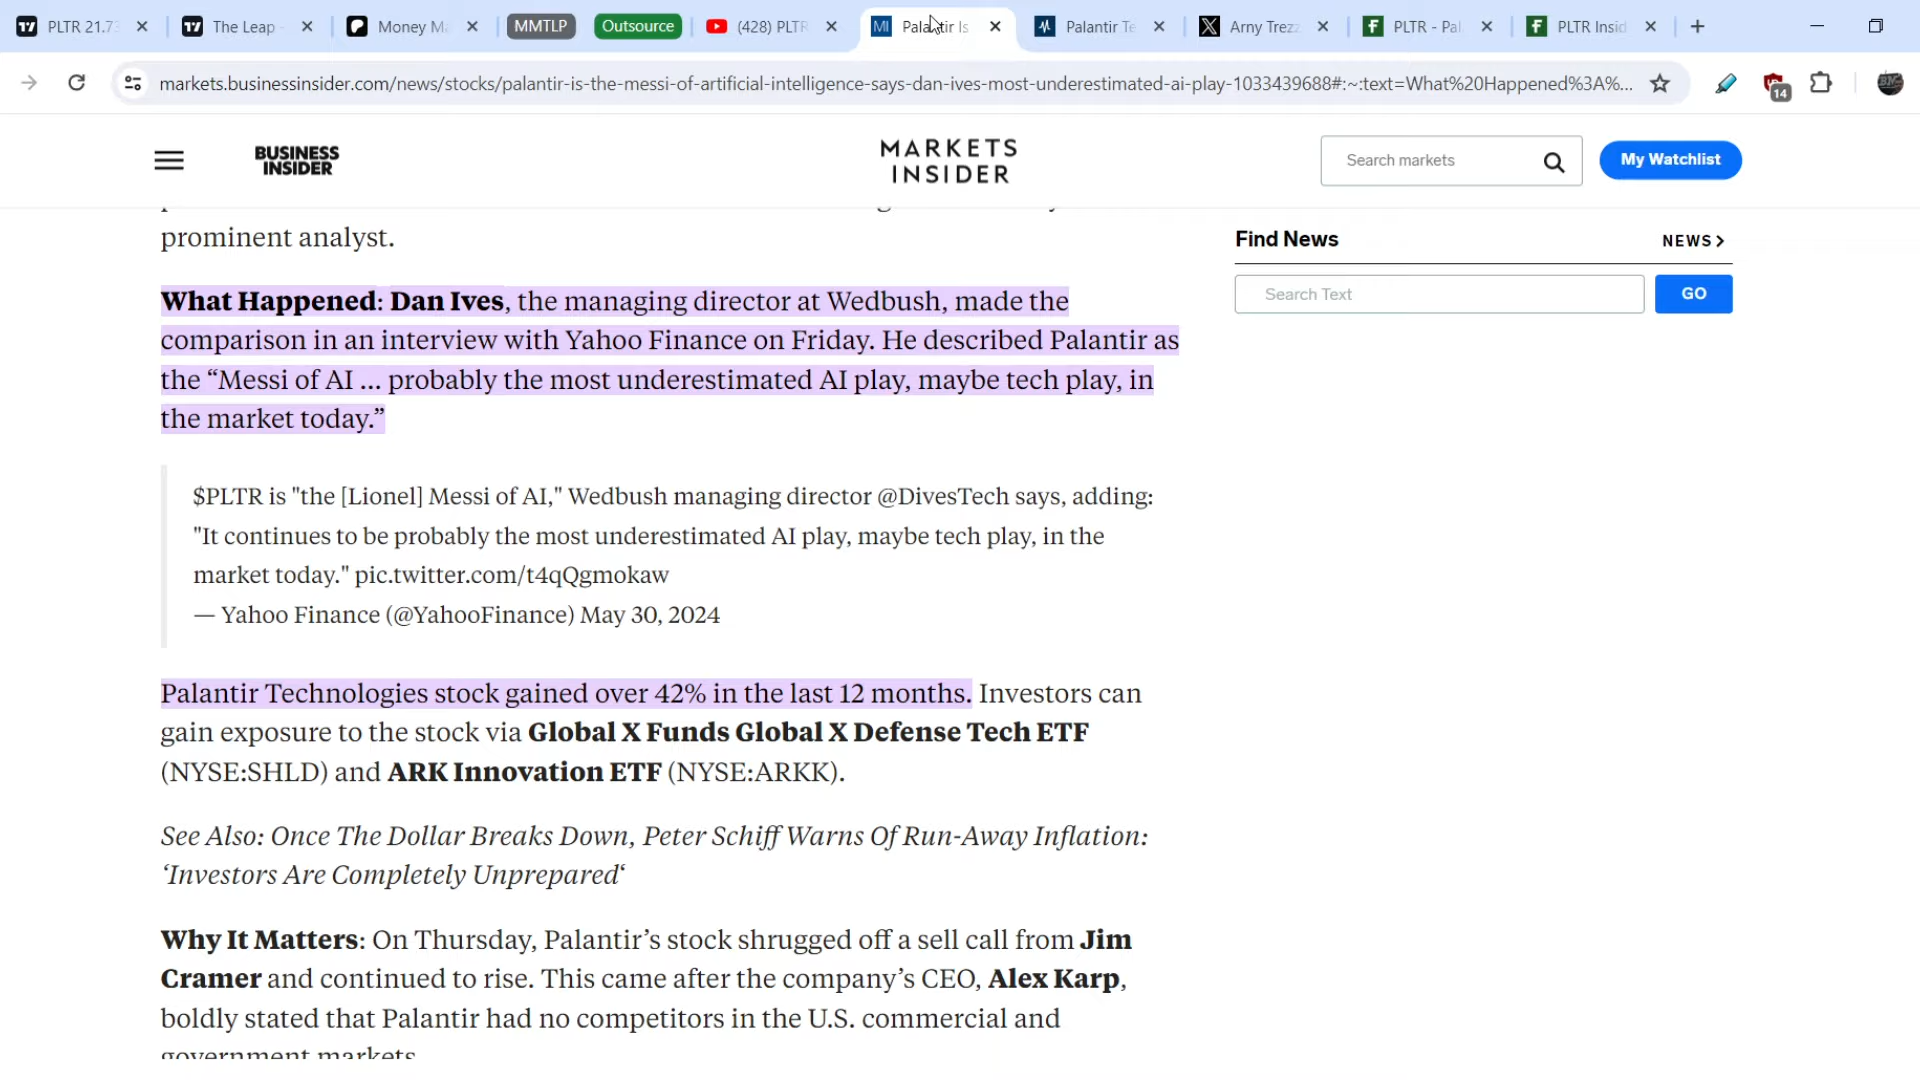 PLTR 21.73
The Leap -
Money Ma
MMTLP
Outsource
(428) PLTR
MI
Palantir Is
Palantir Te
Arny Trezz
PLTR - Pal
PLTR Insid
markets.businessinsider.com/news/stocks/palantir-is-the-messi-of-artificial-intelligence-says-dan-ives-most-underestimated-ai-play-1033439688#:~:text=What%20Happened%3A%...
14
BUSINESS
INSIDER
MARKETS
INSIDER
Search markets
My Watchlist
prominent analyst.
What Happened: Dan Ives, the managing director at Wedbush, made the
comparison in an interview with Yahoo Finance on Friday. He described Palantir as
the “Messi of AI … probably the most underestimated AI play, maybe tech play, in
the market today.”
$PLTR is "the [Lionel] Messi of AI," Wedbush managing director @DivesTech says, adding:
"It continues to be probably the most underestimated AI play, maybe tech play, in the
market today." pic.twitter.com/t4qQgmokaw
— Yahoo Finance (@YahooFinance) May 30, 2024
Palantir Technologies stock gained over 42% in the last 12 months. Investors can
gain exposure to the stock via Global X Funds Global X Defense Tech ETF
(NYSE:SHLD) and ARK Innovation ETF (NYSE:ARKK).
See Also: Once The Dollar Breaks Down, Peter Schiff Warns Of Run-Away Inflation:
‘Investors Are Completely Unprepared‘
Why It Matters: On Thursday, Palantir’s stock shrugged off a sell call from Jim
Cramer and continued to rise. This came after the company’s CEO, Alex Karp,
boldly stated that Palantir had no competitors in the U.S. commercial and
government markets.
Find News
NEWS
Search Text
GO